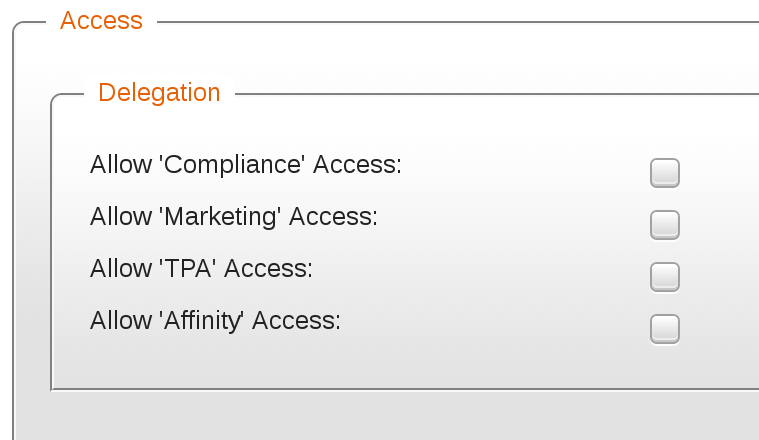 Access
Delegation
Allow 'Compliance' Access:
Allow 'Marketing' Access:
Allow 'TPA' Access:
Allow 'Affinity' Access: